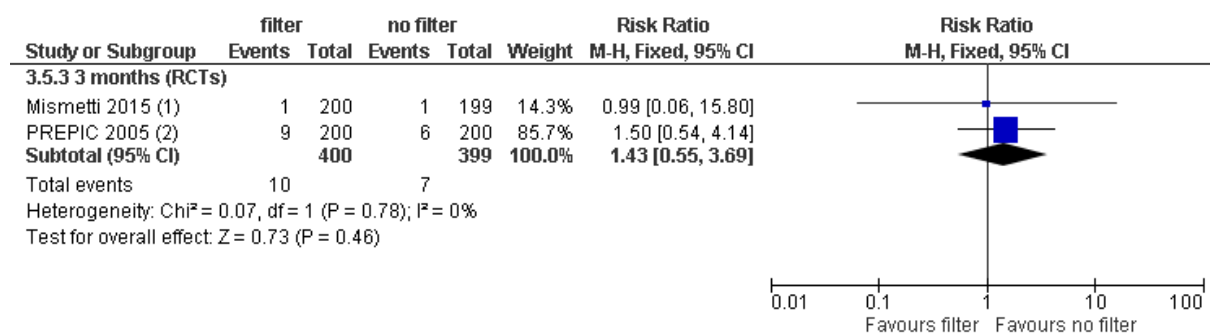 filter no filter Risk Ratio Risk Ratio
Study or Subgroup Events Total Events Total Weight M-H, Fixed, 95% CI M-H, Fixed, 95% CI
3.5.3 3 months (RCTs)
Mismetti 2015 (1) 1 200 1 199 14.3% 0.99 [0.06, 15.80]
PREPIC 2005 (2) 9 200 6 200 85.7% 1.50 [0.54, 4.14]
Subtotal (95% CI) 400 399 100.0% 1.43 [0.55, 3.69]
Total events 10 7
Heterogeneity: Chi² = 0.07, df = 1 (P = 0.78); I² = 0%
Test for overall effect: Z = 0.73 (P = 0.46)
0.01 0.1 1 10 100
Favours filter Favours no filter